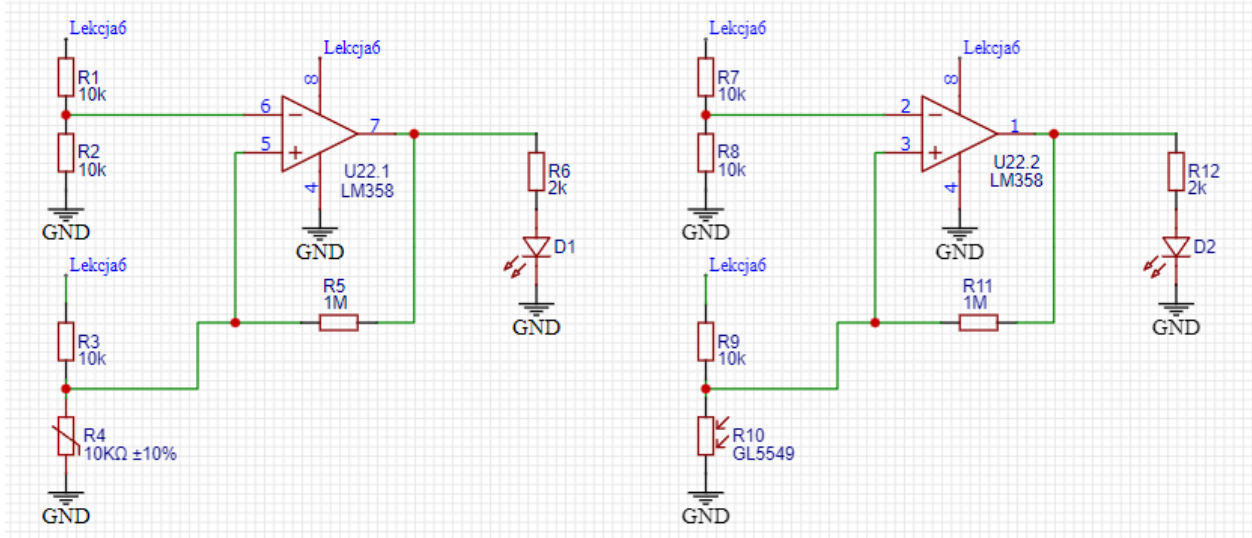 Lekcja6
R1
10k
R2
10k
GND
Lekcja6
8
6
5
7
4
U22.1
LM358
GND
R6
2k
D1
GND
Lekcja6
R3
10k
R5
1M
R4
10KΩ ±10%
GND
Lekcja6
R7
10k
R8
10k
GND
Lekcja6
8
2
3
1
4
U22.2
LM358
GND
R12
2k
D2
GND
Lekcja6
R9
10k
R11
1M
R10
GL5549
GND